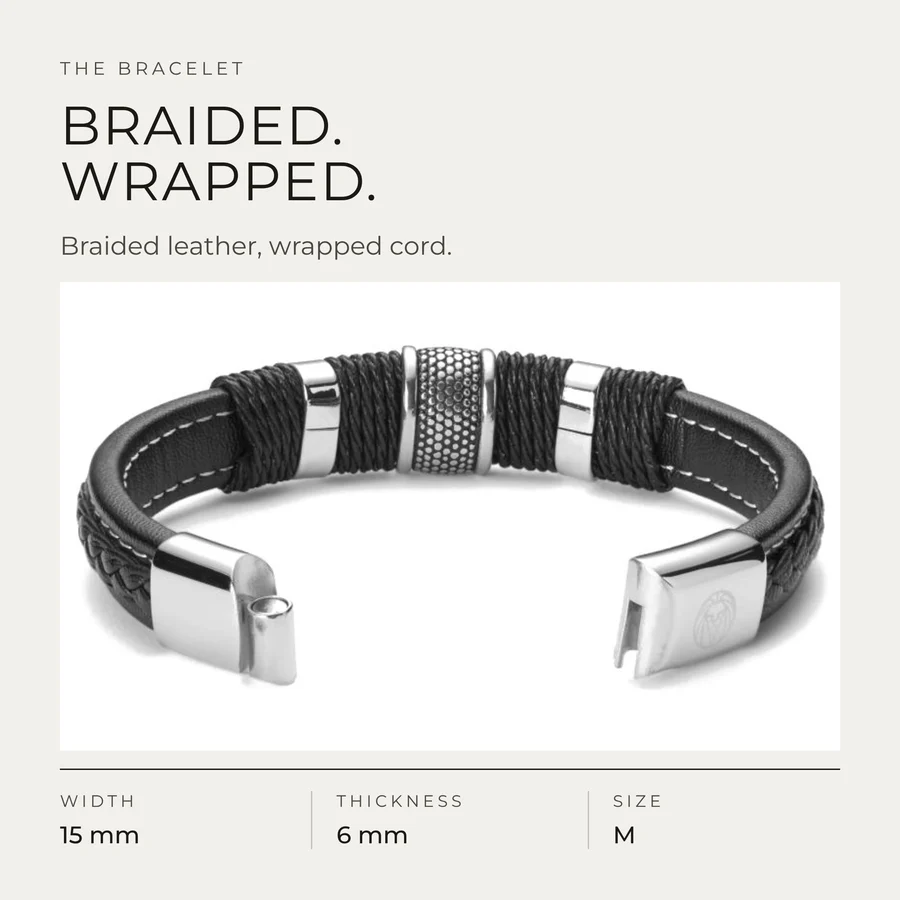 THE BRACELET
BRAIDED.
WRAPPED.
Braided leather, wrapped cord.
WIDTH
15 mm
THICKNESS
6 mm
SIZE
M